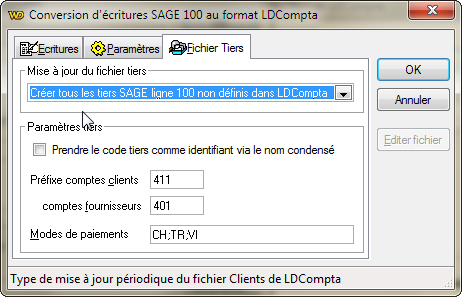 Conversion d'écritures SAGE 100 au format LDCompta
Ecritures
Paramètres
Fichier Tiers
Mise à jour du fichier tiers
Créer tous les tiers SAGE ligne 100 non définis dans LDCompta
Paramètres tiers
Prendre le code tiers comme identifiant via le nom condensé
Préfixe comptes clients 411
comptes fournisseurs 401
Modes de paiements CH;TR;VI
OK
Annuler
Editer fichier
Type de mise à jour périodique du fichier Clients de LDCompta